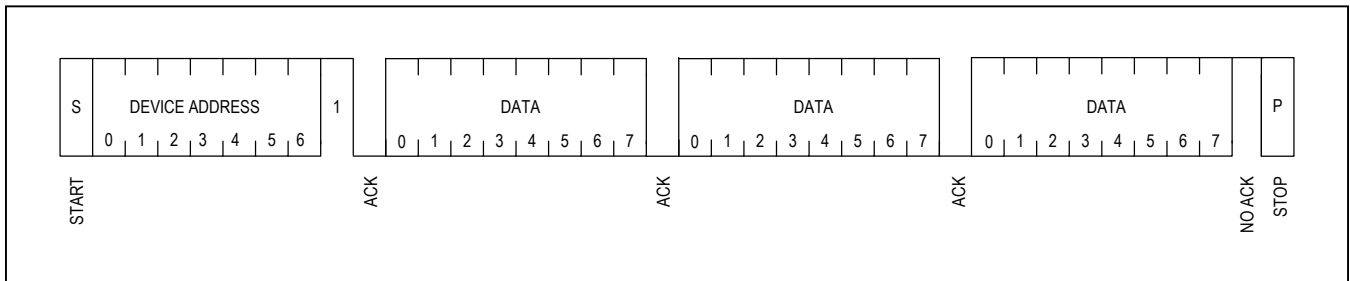 S DEVICE ADDRESS 1 DATA DATA DATA P
0 1 2 3 4 5 6 0 1 2 3 4 5 6 7 0 1 2 3 4 5 6 7 0 1 2 3 4 5 6 7
START ACK ACK ACK NO ACK STOP